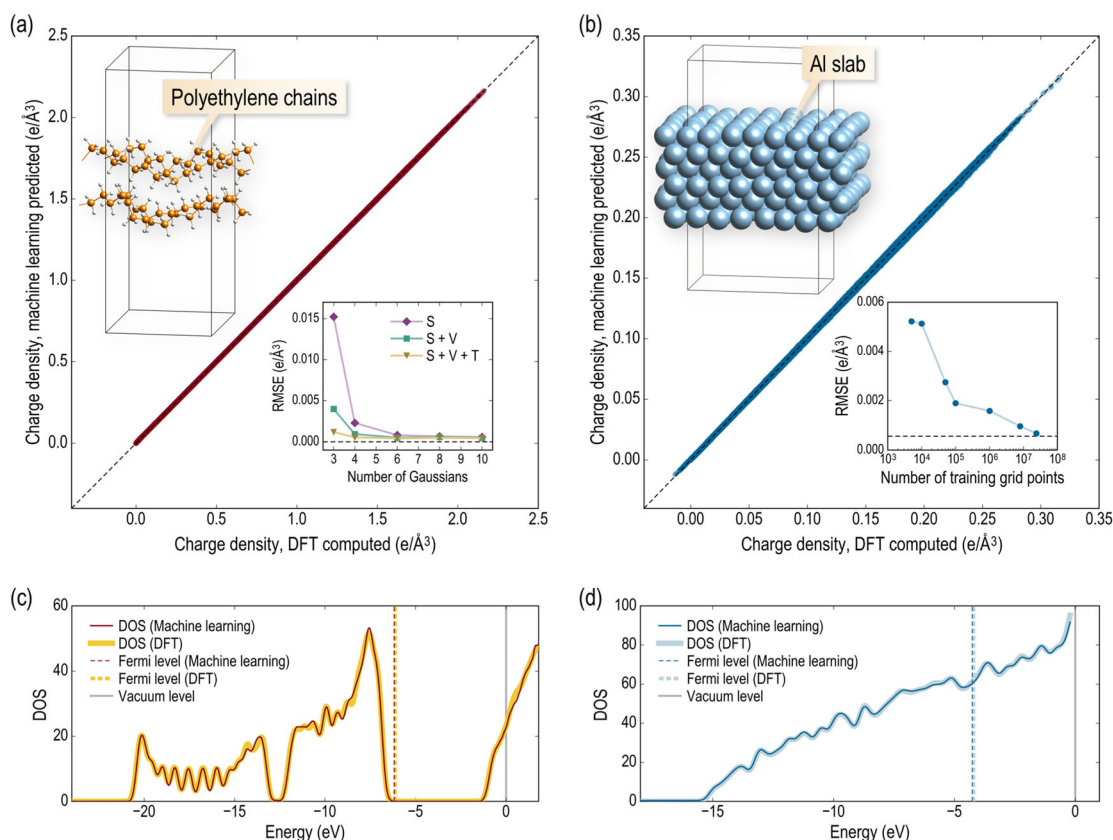 (a)
2.5
2.0
1.5
1.0
0.5
0.0
Charge density, machine learning predicted (e/Å³)
Polyethylene chains
0.015
0.010
0.005
0.000
RMSE (e/Å³)
S
S + V
S + V + T
3 4 5 6 7 8 9 10
Number of Gaussians
0.0 0.5 1.0 1.5 2.0 2.5
Charge density, DFT computed (e/Å³)
(b)
0.35
0.30
0.25
0.20
0.15
0.10
0.05
0.00
Charge density, machine learning predicted (e/Å³)
Al slab
0.006
0.004
0.002
0.000
RMSE (e/Å³)
10³ 10⁴ 10⁵ 10⁶ 10⁷ 10⁸
Number of training grid points
0.00 0.05 0.10 0.15 0.20 0.25 0.30 0.35
Charge density, DFT computed (e/Å³)
(c)
60
40
20
0
DOS
DOS (Machine learning)
DOS (DFT)
Fermi level (Machine learning)
Fermi level (DFT)
Vacuum level
−20 −15 −10 −5 0
Energy (eV)
(d)
100
80
60
40
20
0
DOS
DOS (Machine learning)
DOS (DFT)
Fermi level (Machine learning)
Fermi level (DFT)
Vacuum level
−15 −10 −5 0
Energy (eV)